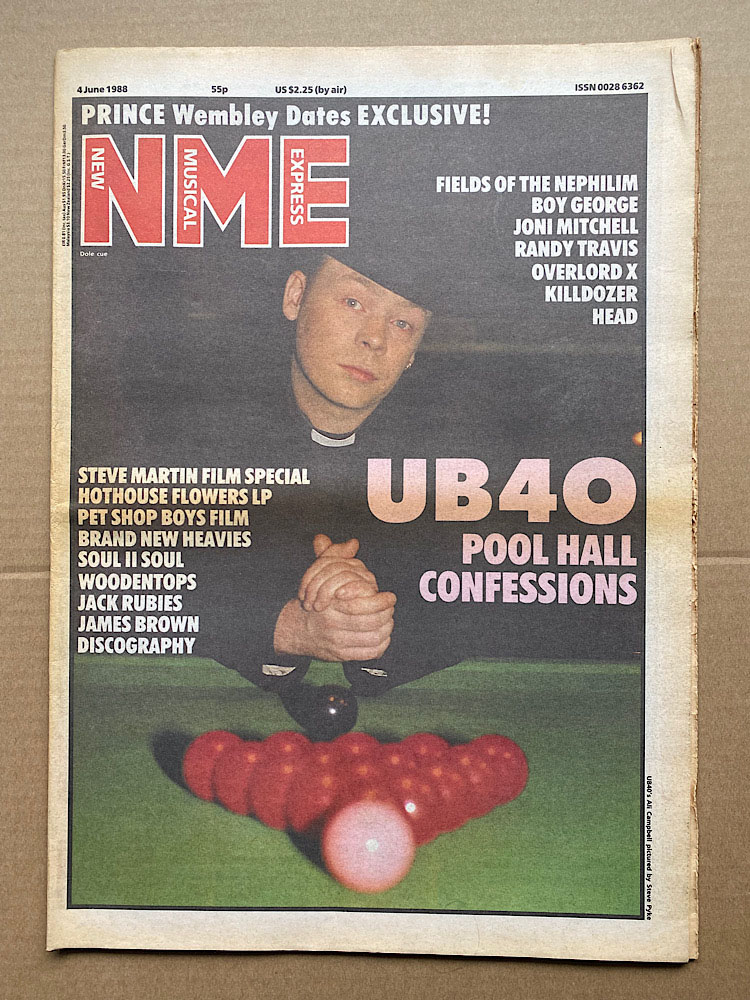 4 June 1988 55p US $2.25 (by air) ISSN 0028 6362
PRINCE Wembley Dates EXCLUSIVE!
NME
NEW MUSICAL EXPRESS
Dole cue
FIELDS OF THE NEPHILIM
BOY GEORGE
JONI MITCHELL
RANDY TRAVIS
OVERLORD X
KILLDOZER
HEAD
STEVE MARTIN FILM SPECIAL
HOTHOUSE FLOWERS LP
PET SHOP BOYS FILM
BRAND NEW HEAVIES
SOUL II SOUL
WOODENTOPS
JACK RUBIES
JAMES BROWN
DISCOGRAPHY
UB40
POOL HALL
CONFESSIONS
UB40's Ali Campbell pictured by Steve Pyke